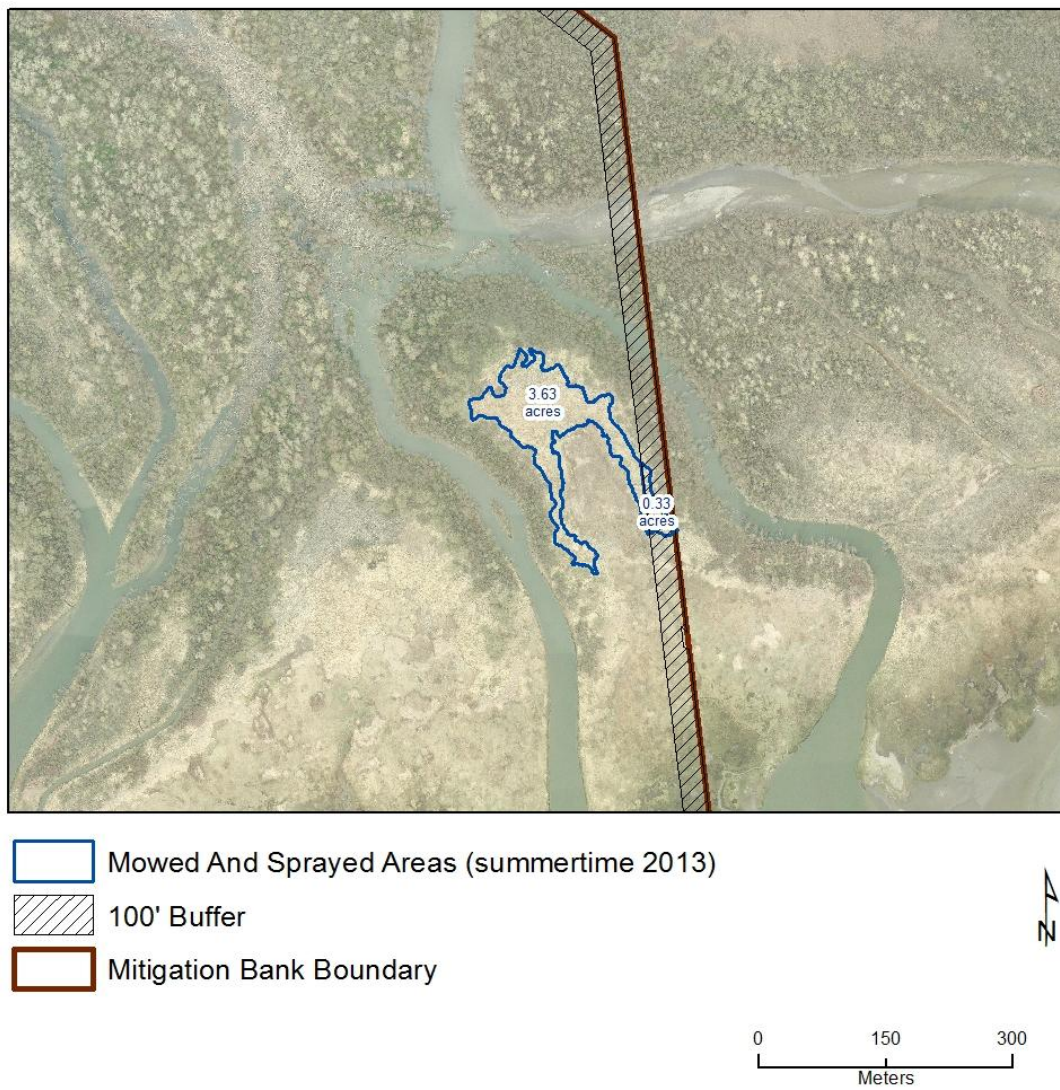 3.63
acres
0.33
acres
Mowed And Sprayed Areas (summertime 2013)
100' Buffer
Mitigation Bank Boundary
N
0 150 300
Meters